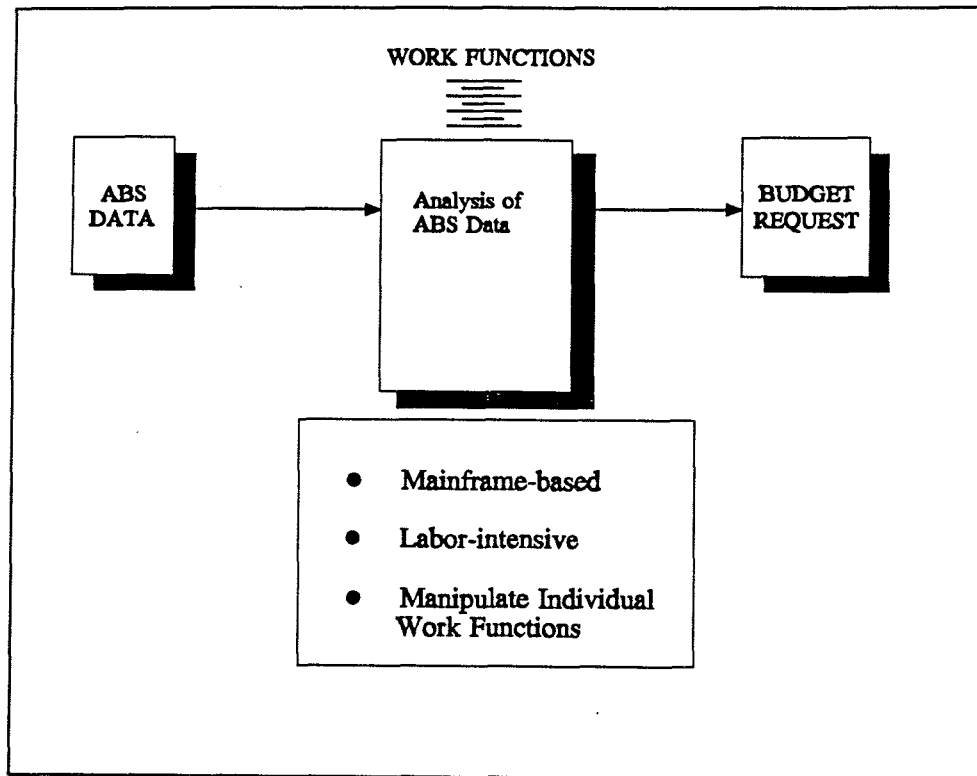 WORK FUNCTIONS
ABS
DATA
Analysis of
ABS Data
BUDGET
REQUEST
● Mainframe-based
● Labor-intensive
● Manipulate Individual
Work Functions